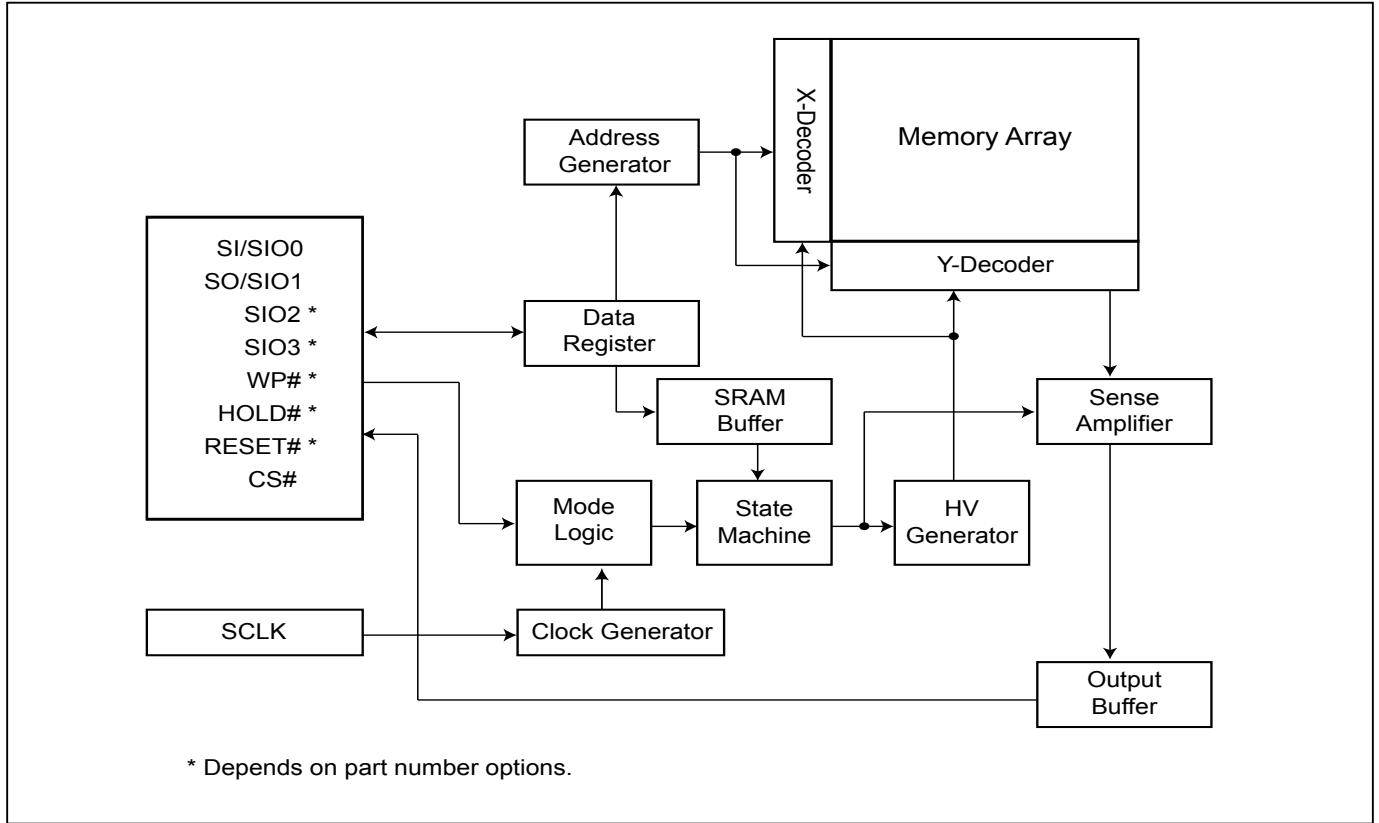 X-Decoder
Memory Array
Address
Generator
Y-Decoder
SI/SIO0
SO/SIO1
SIO2 *
SIO3 *
WP# *
HOLD# *
RESET# *
CS#
Data
Register
SRAM
Buffer
Sense
Amplifier
Mode
Logic
State
Machine
HV
Generator
SCLK
Clock Generator
Output
Buffer
* Depends on part number options.